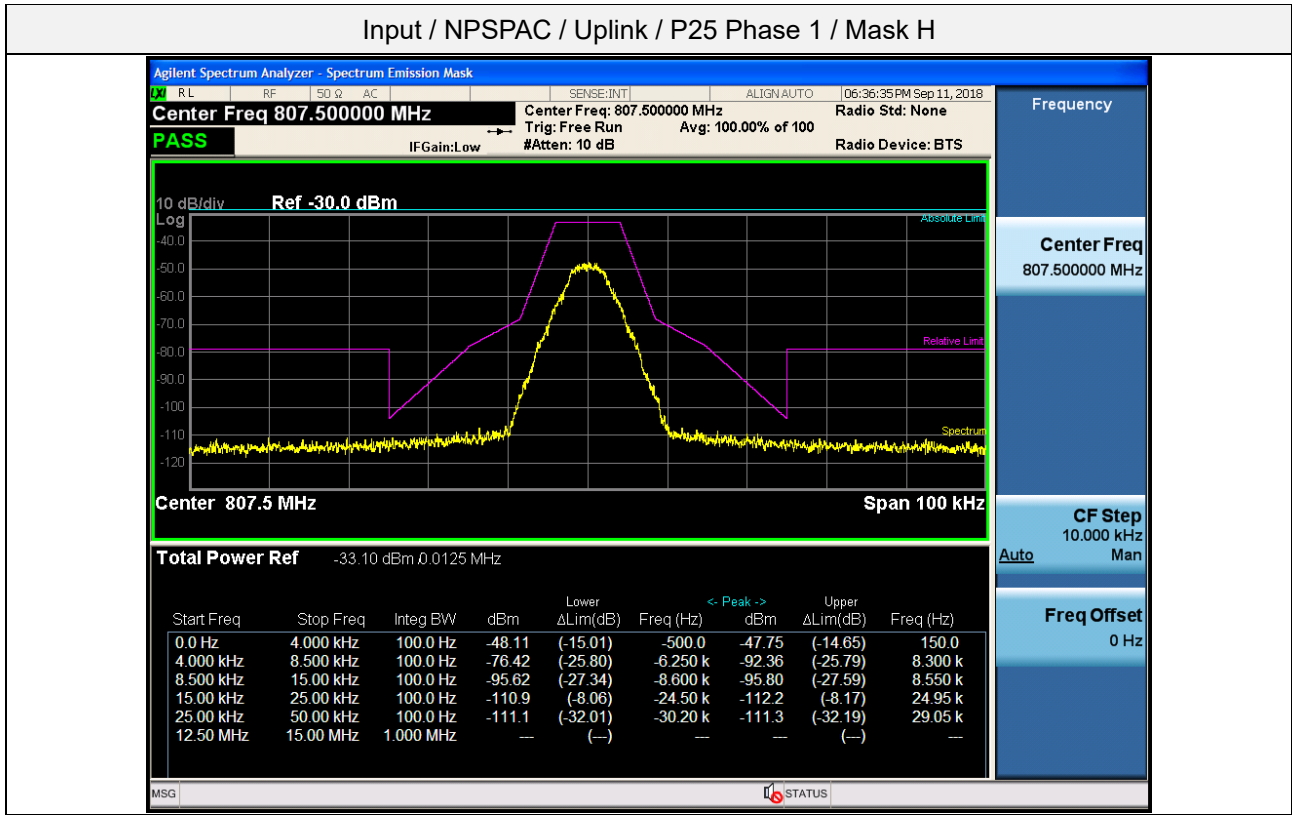 Input / NPSPAC / Uplink / P25 Phase 1 / Mask H
Agilent Spectrum Analyzer - Spectrum Emission Mask
LXI RL RF 50 Ω AC SENSE:INT ALIGN AUTO 06:36:35 PM Sep 11, 2018
Center Freq 807.500000 MHz
Center Freq: 807.500000 MHz
Radio Std: None
Trig: Free Run
Avg: 100.00% of 100
PASS
IFGain:Low
#Atten: 10 dB
Radio Device: BTS
10 dB/div Ref -30.0 dBm
Log
Absolute Limit
-40.0
-50.0
-60.0
-70.0
Relative Limit
-80.0
-90.0
-100
-110
Spectrum
-120
Center 807.5 MHz Span 100 kHz
Total Power Ref -33.10 dBm / 0.0125 MHz
Lower <- Peak -> Upper
Start Freq Stop Freq Integ BW dBm ΔLim(dB) Freq (Hz) dBm ΔLim(dB) Freq (Hz)
0.0 Hz 4.000 kHz 100.0 Hz -48.11 (-15.01) -500.0 -47.75 (-14.65) 150.0
4.000 kHz 8.500 kHz 100.0 Hz -76.42 (-25.80) -6.250 k -92.36 (-25.79) 8.300 k
8.500 kHz 15.00 kHz 100.0 Hz -95.62 (-27.34) -8.600 k -95.80 (-27.59) 8.550 k
15.00 kHz 25.00 kHz 100.0 Hz -110.9 (-8.06) -24.50 k -112.2 (-8.17) 24.95 k
25.00 kHz 50.00 kHz 100.0 Hz -111.1 (-32.01) -30.20 k -111.3 (-32.19) 29.05 k
12.50 MHz 15.00 MHz 1.000 MHz --- (---) --- --- (---) ---
MSG STATUS
Frequency
Center Freq
807.500000 MHz
CF Step
10.000 kHz
Auto Man
Freq Offset
0 Hz